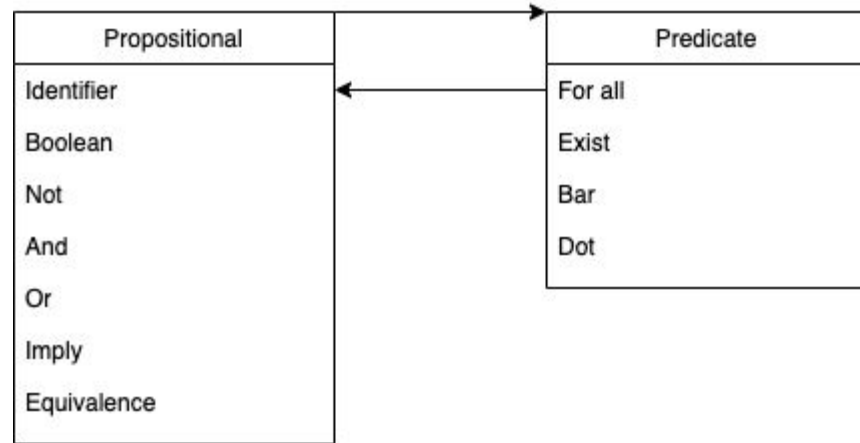 Propositional
Identifier
Boolean
Not
And
Or
Imply
Equivalence
Predicate
For all
Exist
Bar
Dot